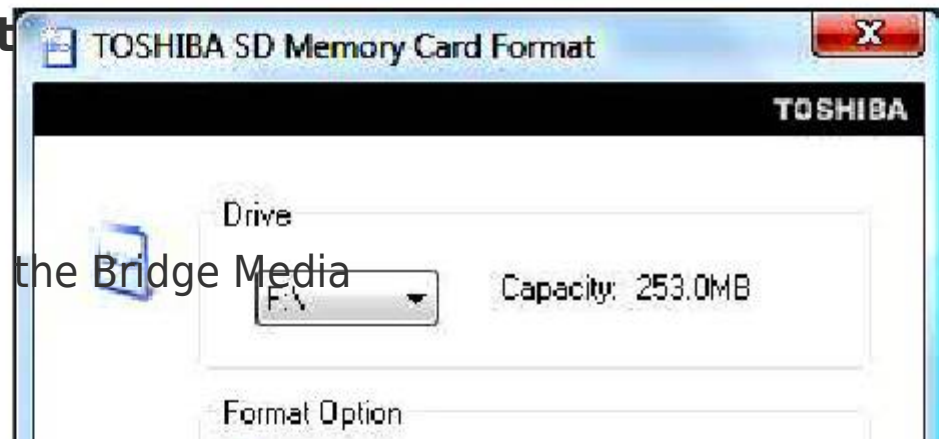 t
TOSHIBA SD Memory Card Format
TOSHIBA
Drive
the Bridge Media
F:\
Capacity: 253.0MB
Format Option